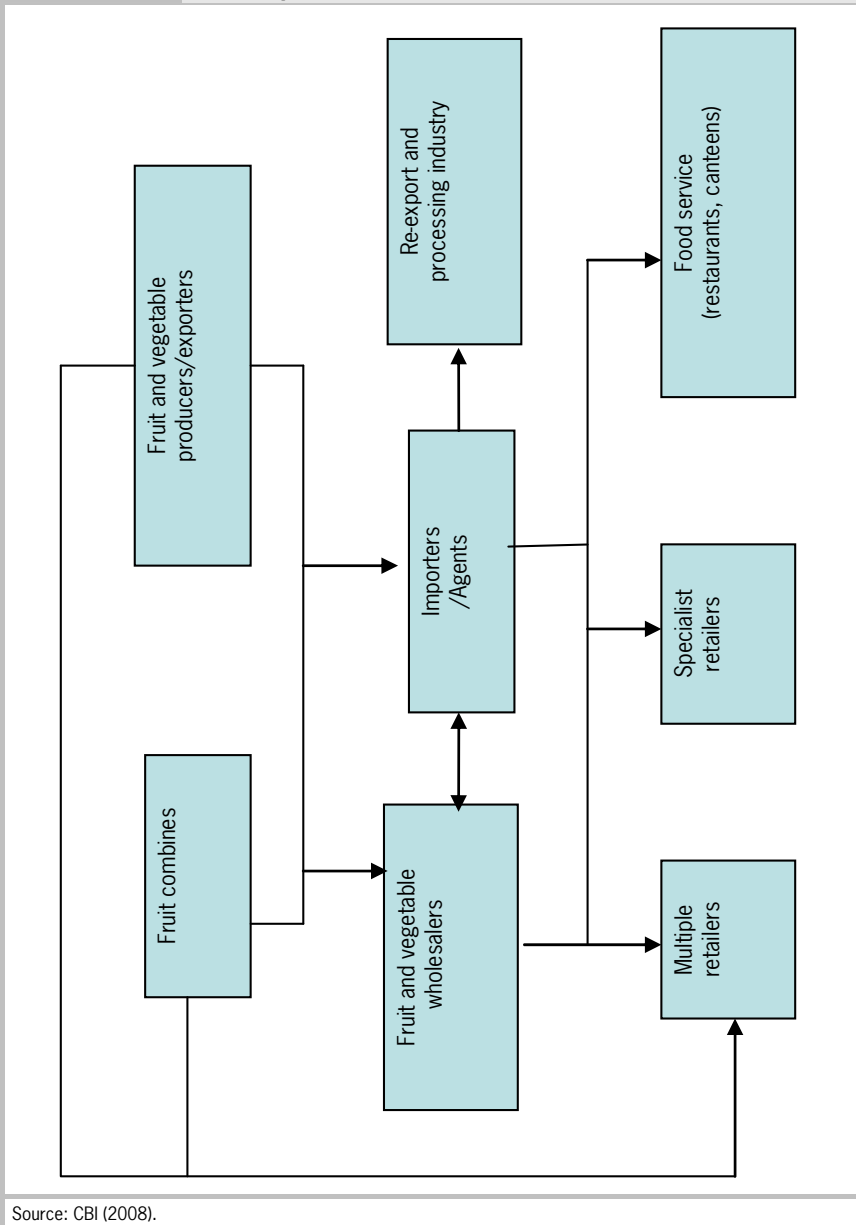 Fruit and vegetable
producers/exporters
Fruit combines
Re-export and
processing industry
Importers
/Agents
Fruit and vegetable
wholesalers
Food service
(restaurants, canteens)
Specialist
retailers
Multiple
retailers
Source: CBI (2008).